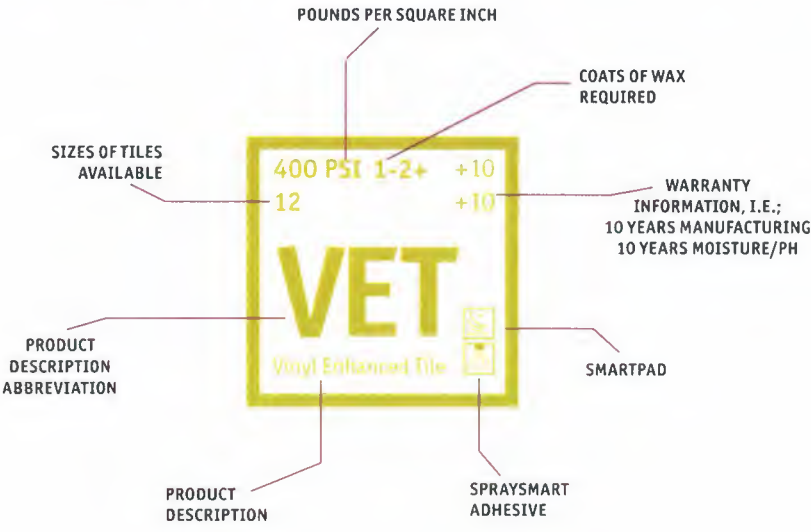 POUNDS PER SQUARE INCH
COATS OF WAX
REQUIRED
SIZES OF TILES
AVAILABLE
400 PSI 1-2+ +10
12 +10
WARRANTY
INFORMATION, I.E.;
10 YEARS MANUFACTURING
10 YEARS MOISTURE/PH
VET
Vinyl Enhanced Tile
PRODUCT
DESCRIPTION
ABBREVIATION
SMARTPAD
PRODUCT
DESCRIPTION
SPRAYSMART
ADHESIVE